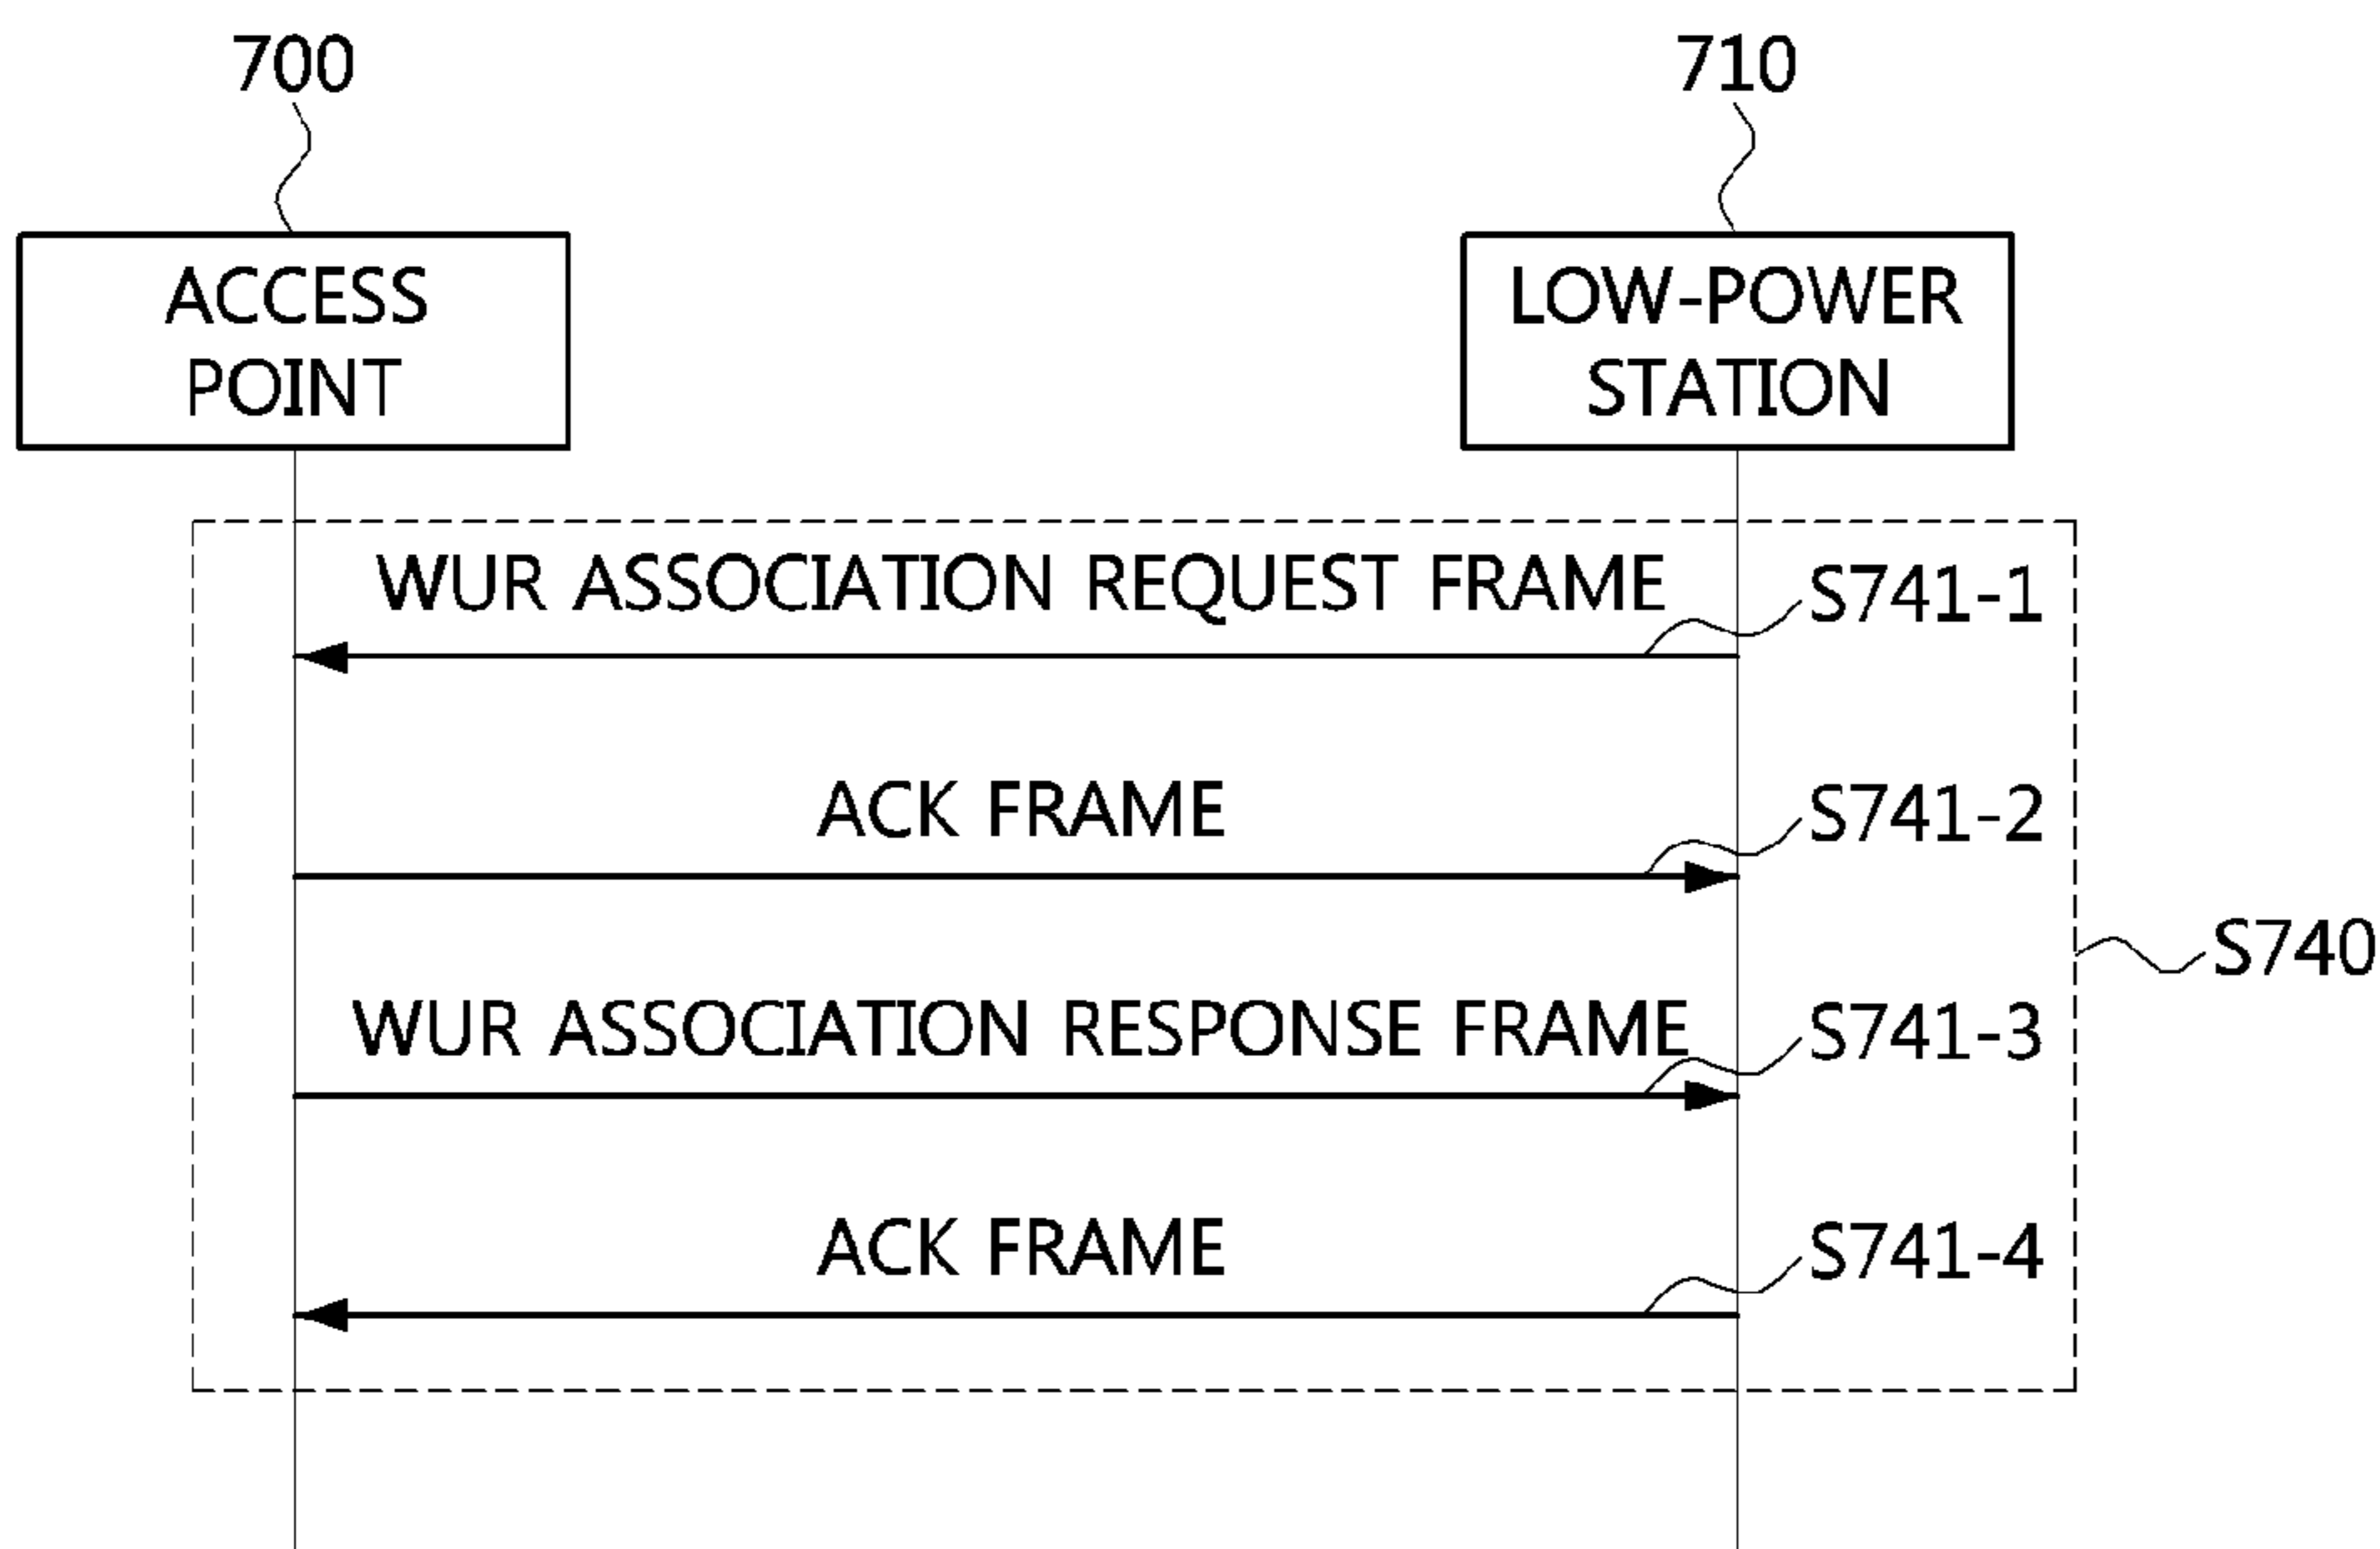 700
710
ACCESS
POINT
LOW-POWER
STATION
WUR ASSOCIATION REQUEST FRAME
S741-1
ACK FRAME
S741-2
S740
WUR ASSOCIATION RESPONSE FRAME
S741-3
ACK FRAME
S741-4